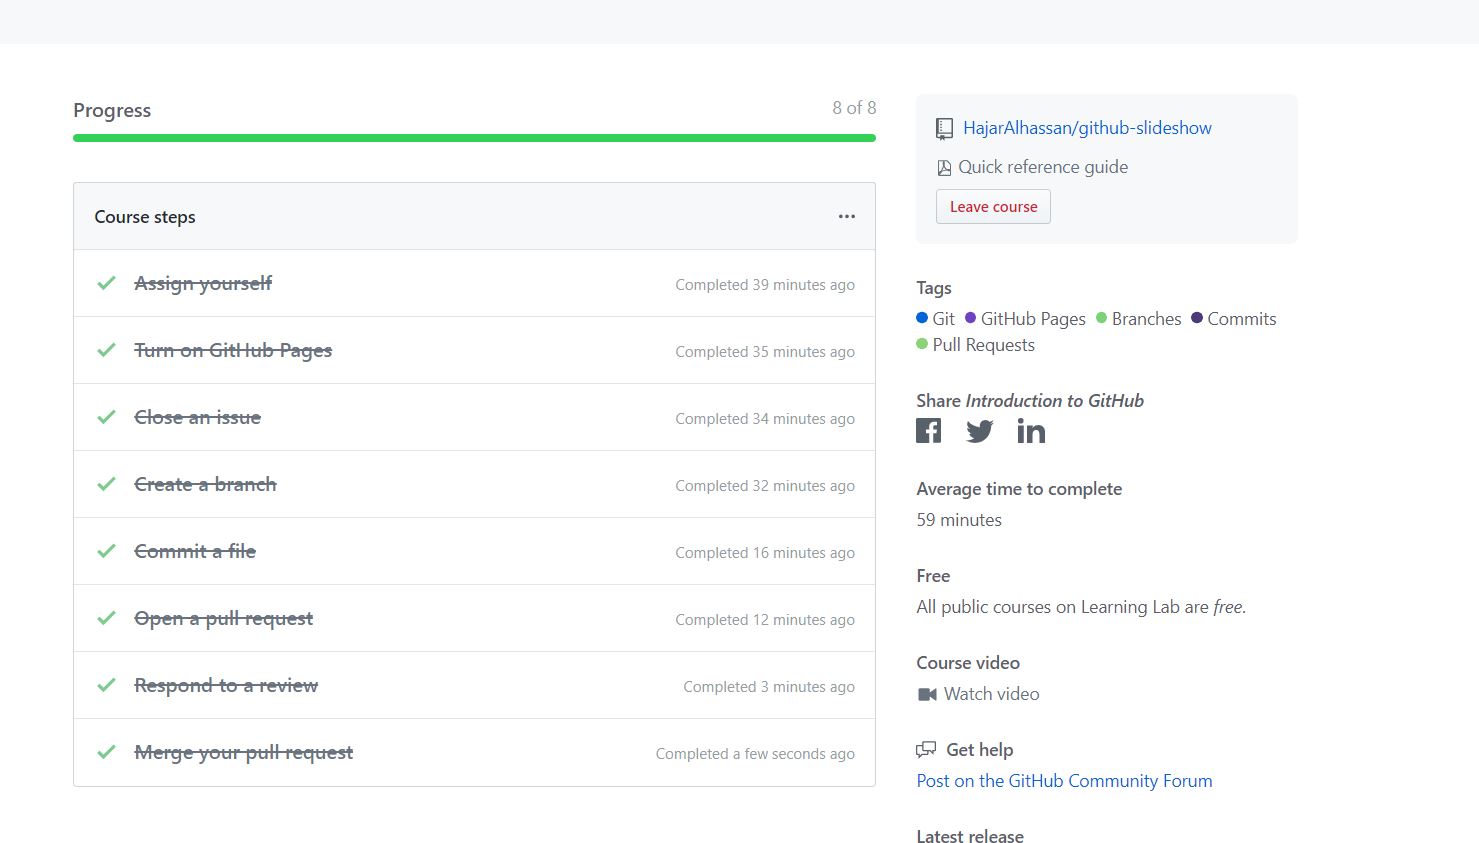 Progress
8 of 8
Course steps
Assign yourself
Completed 39 minutes ago
Turn on GitHub Pages
Completed 35 minutes ago
Close an issue
Completed 34 minutes ago
Create a branch
Completed 32 minutes ago
Commit a file
Completed 16 minutes ago
Open a pull request
Completed 12 minutes ago
Respond to a review
Completed 3 minutes ago
Merge your pull request
Completed a few seconds ago
HajarAlhassan/github-slideshow
Quick reference guide
Leave course
Tags
Git GitHub Pages Branches Commits
Pull Requests
Share Introduction to GitHub
Average time to complete
59 minutes
Free
All public courses on Learning Lab are free.
Course video
Watch video
Get help
Post on the GitHub Community Forum
Latest release